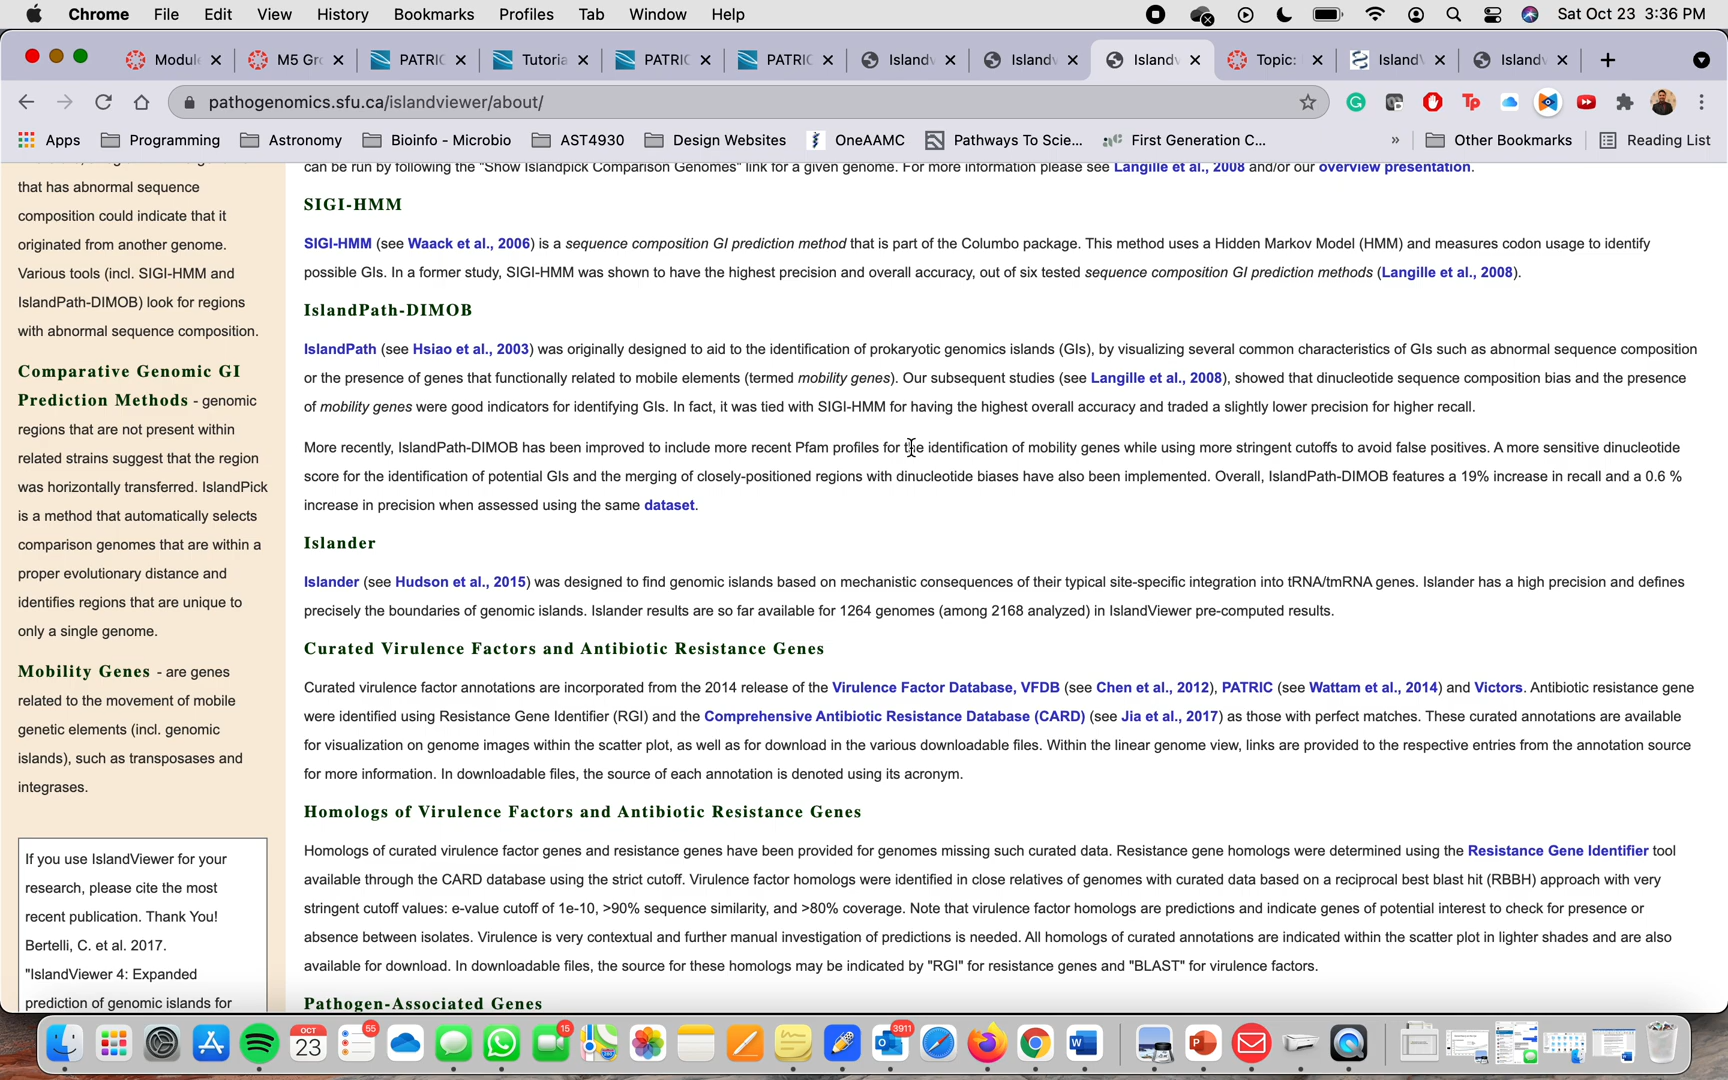 Chrome File Edit View History Bookmarks Profiles Tab Window Help Sat Oct 23 3:36 PM
Modul M5 Gro PATRIC Tutoria PATRIC PATRIC Islandv Islandv Islandv Topic: Islandv Islandv
pathogenomics.sfu.ca/islandviewer/about/
Apps Programming Astronomy Bioinfo - Microbio AST4930 Design Websites OneAAMC Pathways To Scie... First Generation C... » Other Bookmarks Reading List
that has abnormal sequence
composition could indicate that it
originated from another genome.
Various tools (incl. SIGI-HMM and
IslandPath-DIMOB) look for regions
with abnormal sequence composition.
Comparative Genomic GI
Prediction Methods - genomic
regions that are not present within
related strains suggest that the region
was horizontally transferred. IslandPick
is a method that automatically selects
comparison genomes that are within a
proper evolutionary distance and
identifies regions that are unique to
only a single genome.
Mobility Genes - are genes
related to the movement of mobile
genetic elements (incl. genomic
islands), such as transposases and
integrases.
If you use IslandViewer for your
research, please cite the most
recent publication. Thank You!
Bertelli, C. et al. 2017.
"IslandViewer 4: Expanded
prediction of genomic islands for
can be run by following the "Show Islandpick Comparison Genomes" link for a given genome. For more information please see Langille et al., 2008 and/or our overview presentation.
SIGI-HMM
SIGI-HMM (see Waack et al., 2006) is a sequence composition GI prediction method that is part of the Columbo package. This method uses a Hidden Markov Model (HMM) and measures codon usage to identify
possible GIs. In a former study, SIGI-HMM was shown to have the highest precision and overall accuracy, out of six tested sequence composition GI prediction methods (Langille et al., 2008).
IslandPath-DIMOB
IslandPath (see Hsiao et al., 2003) was originally designed to aid to the identification of prokaryotic genomics islands (GIs), by visualizing several common characteristics of GIs such as abnormal sequence composition
or the presence of genes that functionally related to mobile elements (termed mobility genes). Our subsequent studies (see Langille et al., 2008), showed that dinucleotide sequence composition bias and the presence
of mobility genes were good indicators for identifying GIs. In fact, it was tied with SIGI-HMM for having the highest overall accuracy and traded a slightly lower precision for higher recall.
More recently, IslandPath-DIMOB has been improved to include more recent Pfam profiles for the identification of mobility genes while using more stringent cutoffs to avoid false positives. A more sensitive dinucleotide
score for the identification of potential GIs and the merging of closely-positioned regions with dinucleotide biases have also been implemented. Overall, IslandPath-DIMOB features a 19% increase in recall and a 0.6 %
increase in precision when assessed using the same dataset.
Islander
Islander (see Hudson et al., 2015) was designed to find genomic islands based on mechanistic consequences of their typical site-specific integration into tRNA/tmRNA genes. Islander has a high precision and defines
precisely the boundaries of genomic islands. Islander results are so far available for 1264 genomes (among 2168 analyzed) in IslandViewer pre-computed results.
Curated Virulence Factors and Antibiotic Resistance Genes
Curated virulence factor annotations are incorporated from the 2014 release of the Virulence Factor Database, VFDB (see Chen et al., 2012), PATRIC (see Wattam et al., 2014) and Victors. Antibiotic resistance gene
were identified using Resistance Gene Identifier (RGI) and the Comprehensive Antibiotic Resistance Database (CARD) (see Jia et al., 2017) as those with perfect matches. These curated annotations are available
for visualization on genome images within the scatter plot, as well as for download in the various downloadable files. Within the linear genome view, links are provided to the respective entries from the annotation source
for more information. In downloadable files, the source of each annotation is denoted using its acronym.
Homologs of Virulence Factors and Antibiotic Resistance Genes
Homologs of curated virulence factor genes and resistance genes have been provided for genomes missing such curated data. Resistance gene homologs were determined using the Resistance Gene Identifier tool
available through the CARD database using the strict cutoff. Virulence factor homologs were identified in close relatives of genomes with curated data based on a reciprocal best blast hit (RBBH) approach with very
stringent cutoff values: e-value cutoff of 1e-10, >90% sequence similarity, and >80% coverage. Note that virulence factor homologs are predictions and indicate genes of potential interest to check for presence or
absence between isolates. Virulence is very contextual and further manual investigation of predictions is needed. All homologs of curated annotations are indicated within the scatter plot in lighter shades and are also
available for download. In downloadable files, the source for these homologs may be indicated by "RGI" for resistance genes and "BLAST" for virulence factors.
Pathogen-Associated Genes
OCT
23
55
15
3911